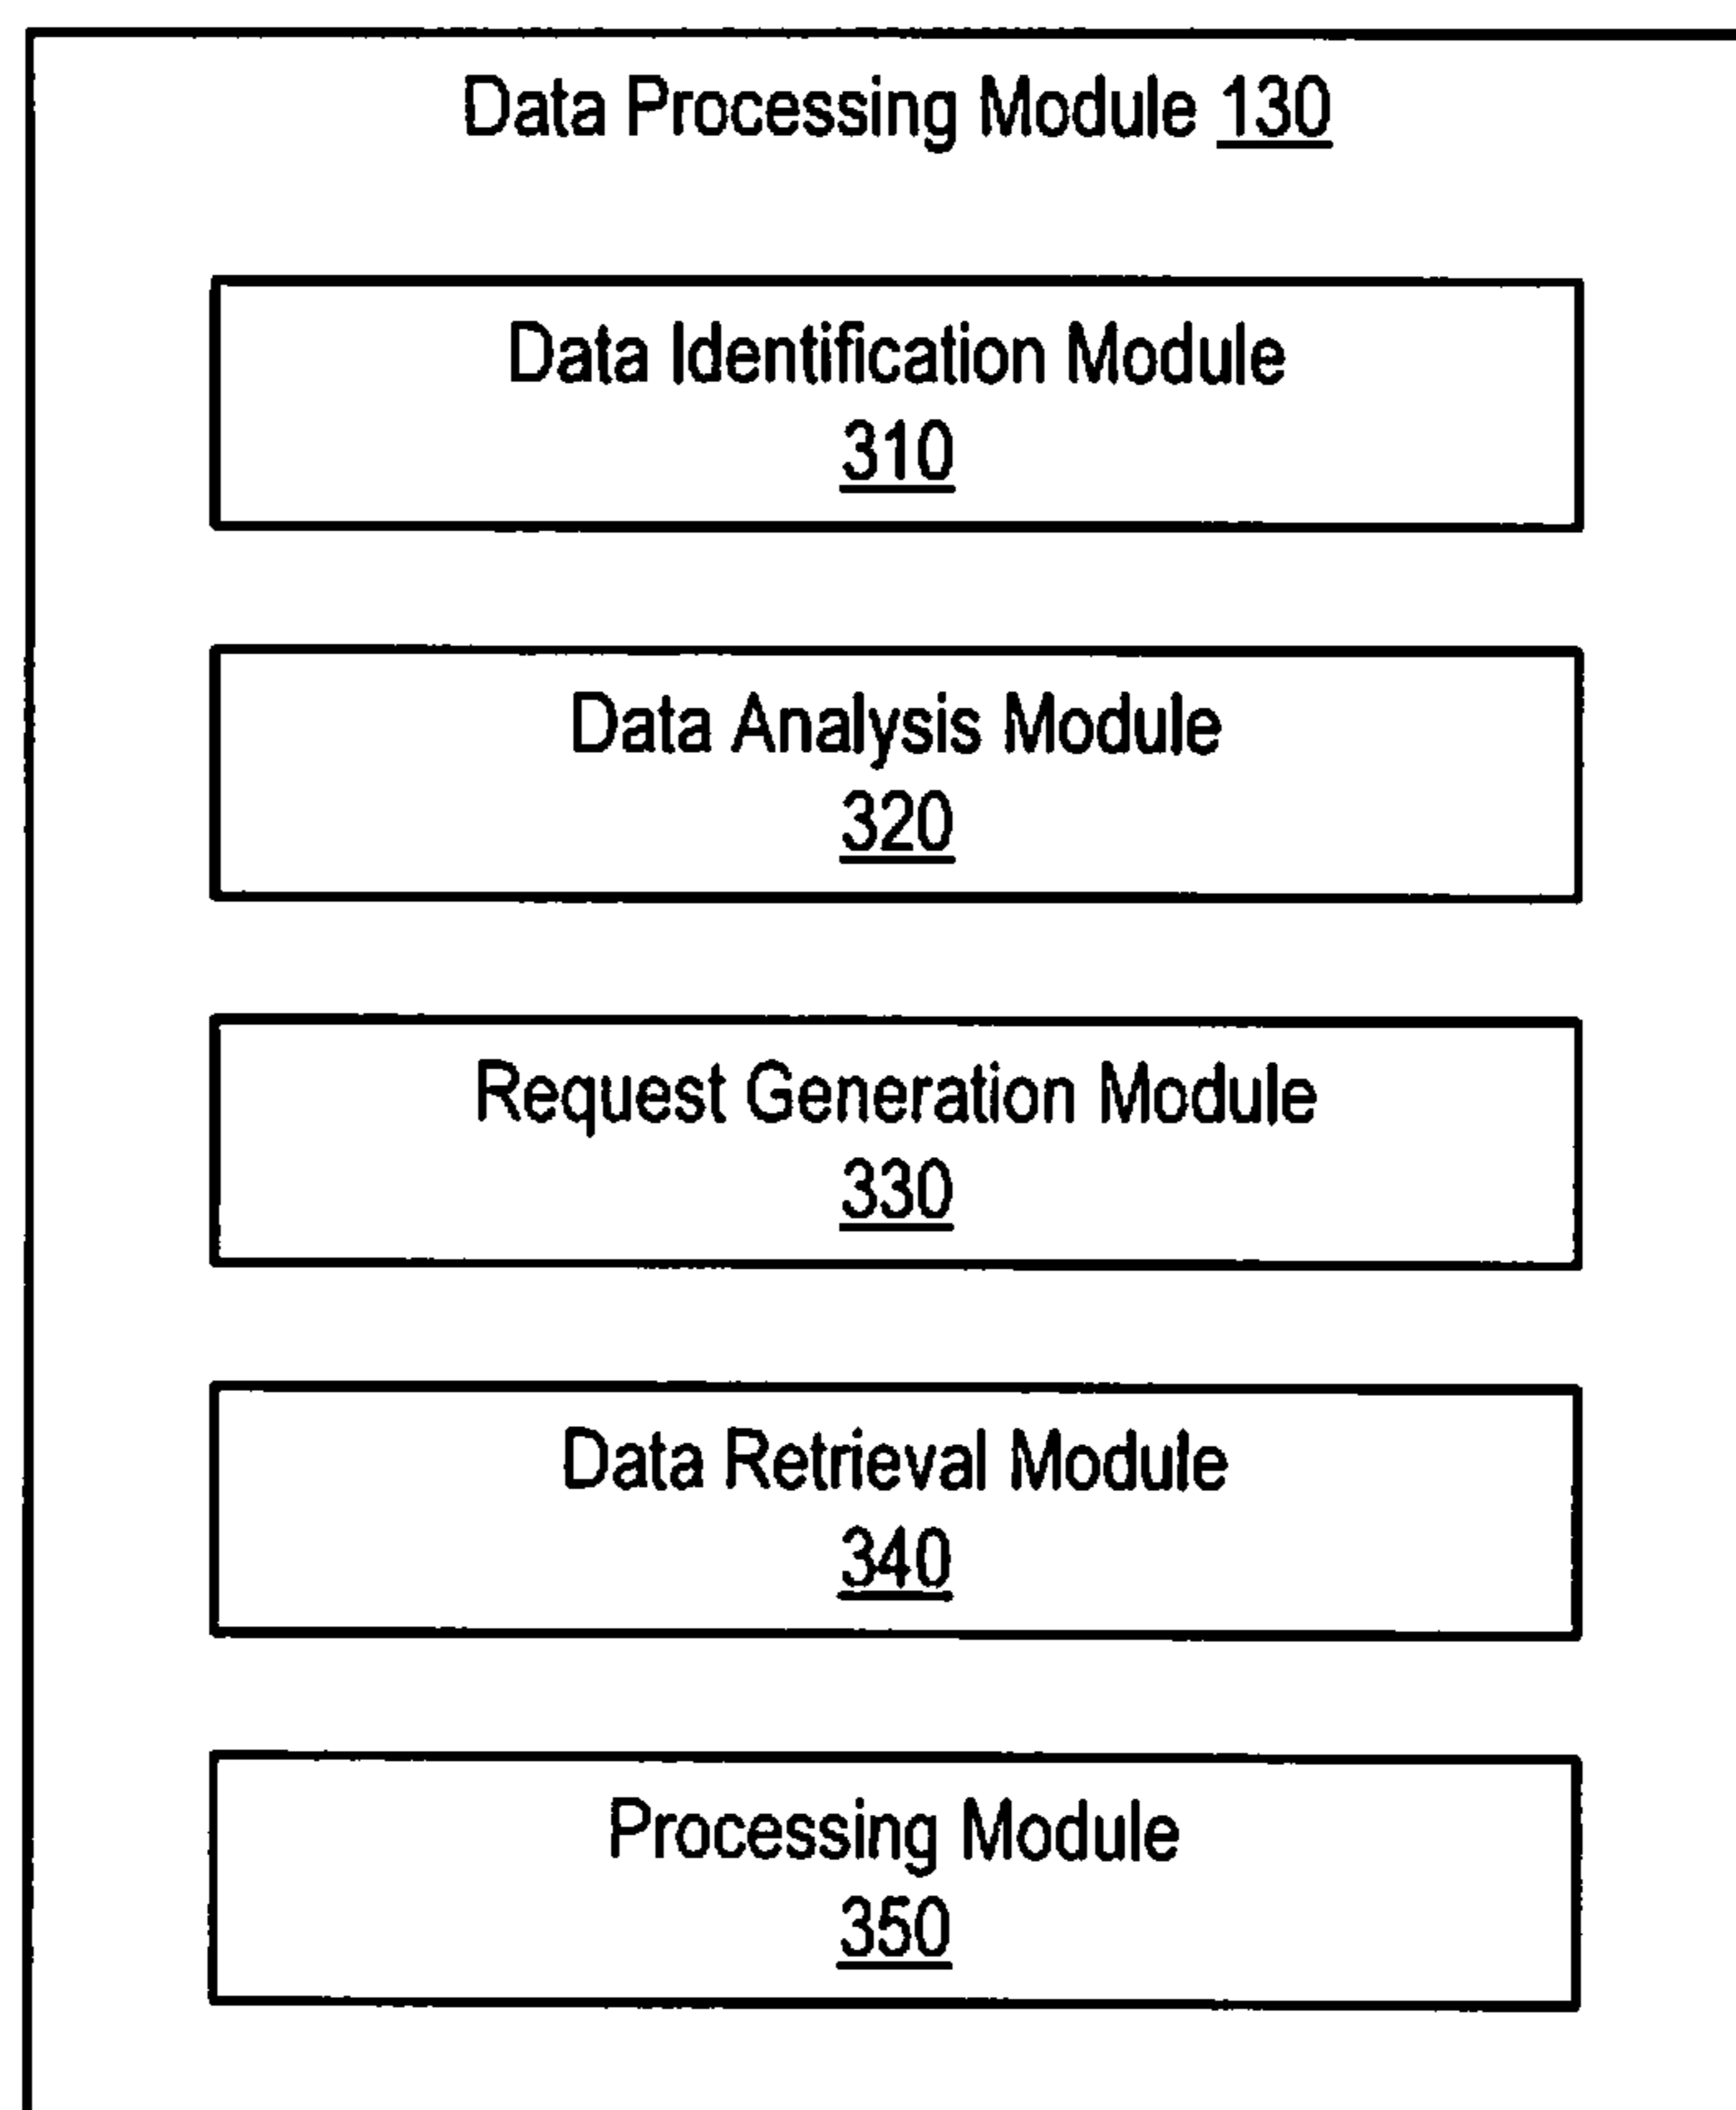 Data Processing Module 130
Data Identification Module
310
Data Analysis Module
320
Request Generation Module
330
Data Retrieval Module
340
Processing Module
350